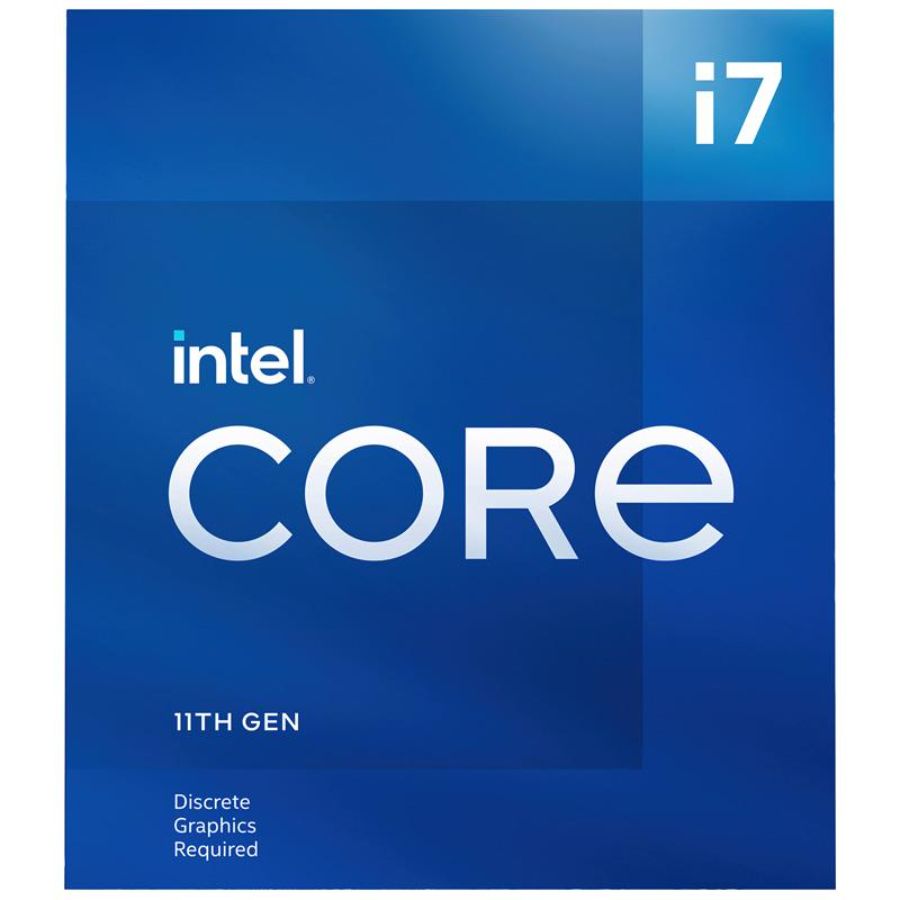 i7
intel®
CORe
11TH GEN
Discrete
Graphics
Required